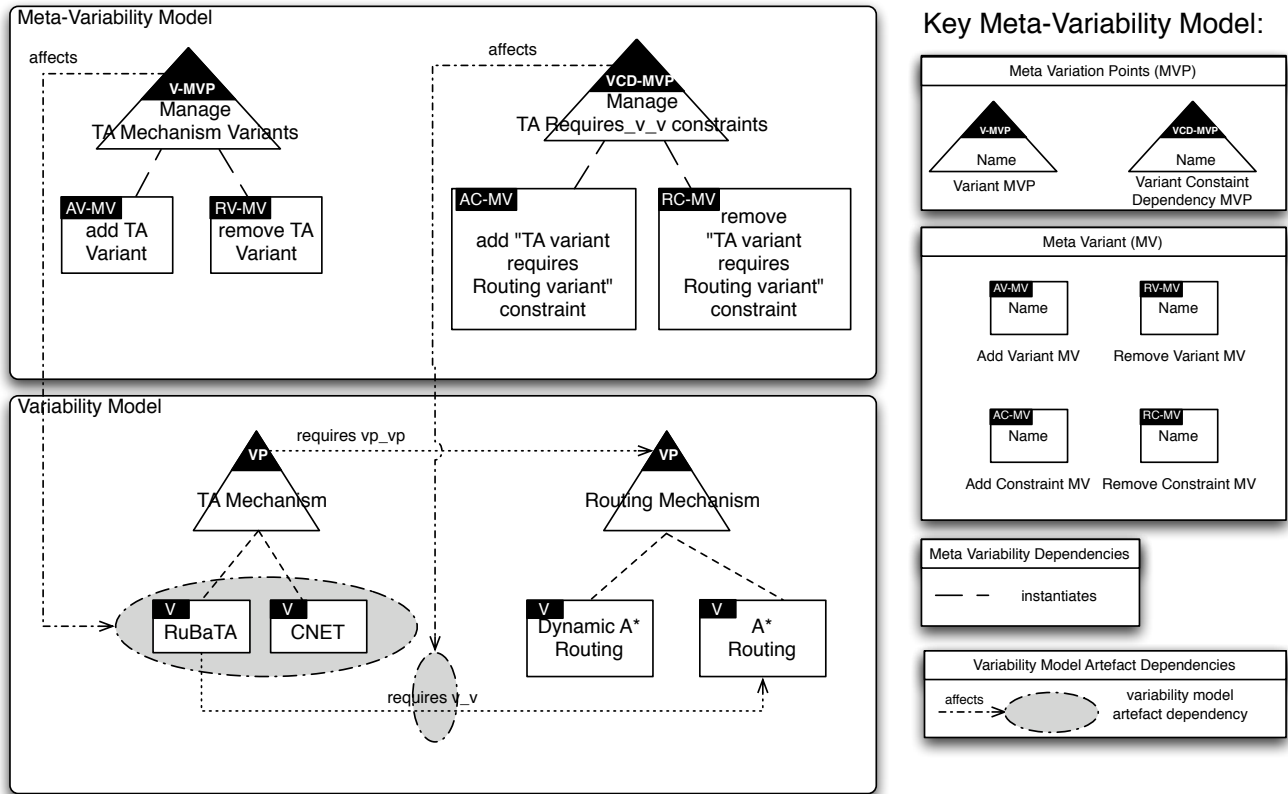 Meta-Variability Model
affects
V-MVP
Manage
TA Mechanism Variants
AV-MV
add TA
Variant
RV-MV
remove TA
Variant
affects
VCD-MVP
Manage
TA Requires_v_v constraints
AC-MV
add "TA variant
requires
Routing variant"
constraint
RC-MV
remove
"TA variant
requires
Routing variant"
constraint
Variability Model
VP
TA Mechanism
requires vp_vp
VP
Routing Mechanism
V
RuBaTA
V
CNET
V
Dynamic A*
Routing
V
A*
Routing
requires v_v
Key Meta-Variability Model:
Meta Variation Points (MVP)
V-MVP
Name
Variant MVP
VCD-MVP
Name
Variant Constaint
Dependency MVP
Meta Variant (MV)
AV-MV
Name
Add Variant MV
RV-MV
Name
Remove Variant MV
AC-MV
Name
Add Constraint MV
RC-MV
Name
Remove Constraint MV
Meta Variability Dependencies
instantiates
Variability Model Artefact Dependencies
affects
variability model
artefact dependency